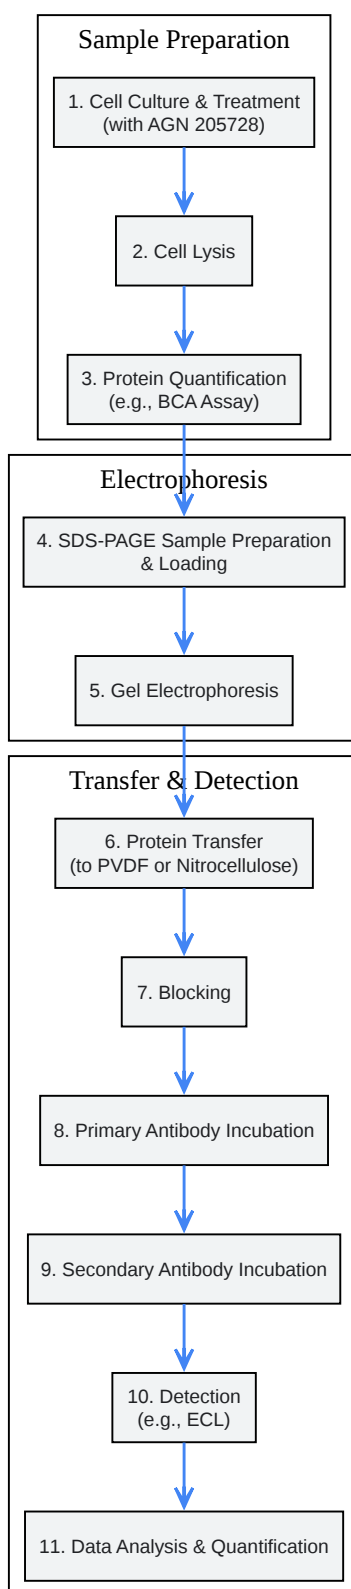 Sample Preparation
1. Cell Culture & Treatment
(with AGN 205728)
2. Cell Lysis
3. Protein Quantification
(e.g., BCA Assay)
Electrophoresis
4. SDS-PAGE Sample Preparation
& Loading
5. Gel Electrophoresis
Transfer & Detection
6. Protein Transfer
(to PVDF or Nitrocellulose)
7. Blocking
8. Primary Antibody Incubation
9. Secondary Antibody Incubation
10. Detection
(e.g., ECL)
11. Data Analysis & Quantification